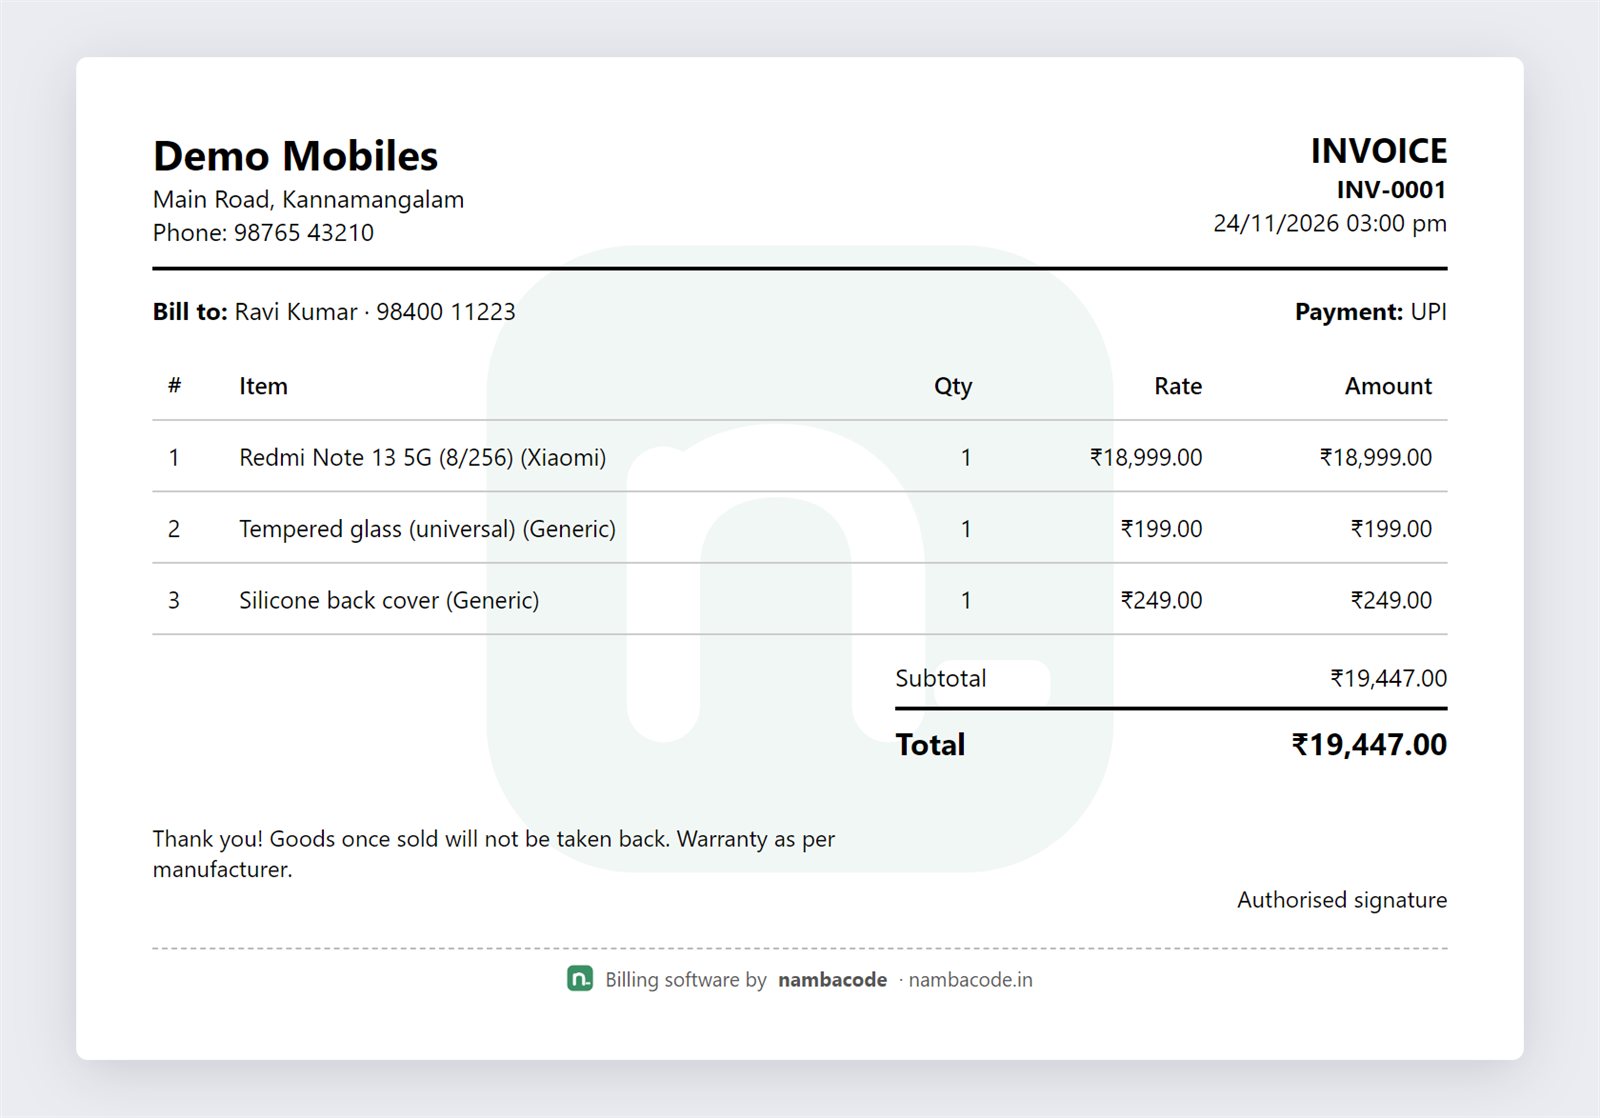 Demo Mobiles
Main Road, Kannamangalam
Phone: 98765 43210
INVOICE
INV-0001
24/11/2026 03:00 pm
Bill to: Ravi Kumar · 98400 11223
Payment: UPI
# Item Qty Rate Amount
1 Redmi Note 13 5G (8/256) (Xiaomi) 1 ₹18,999.00 ₹18,999.00
2 Tempered glass (universal) (Generic) 1 ₹199.00 ₹199.00
3 Silicone back cover (Generic) 1 ₹249.00 ₹249.00
Subtotal ₹19,447.00
Total ₹19,447.00
Thank you! Goods once sold will not be taken back. Warranty as per
manufacturer.
Authorised signature
n. Billing software by nambacode · nambacode.in